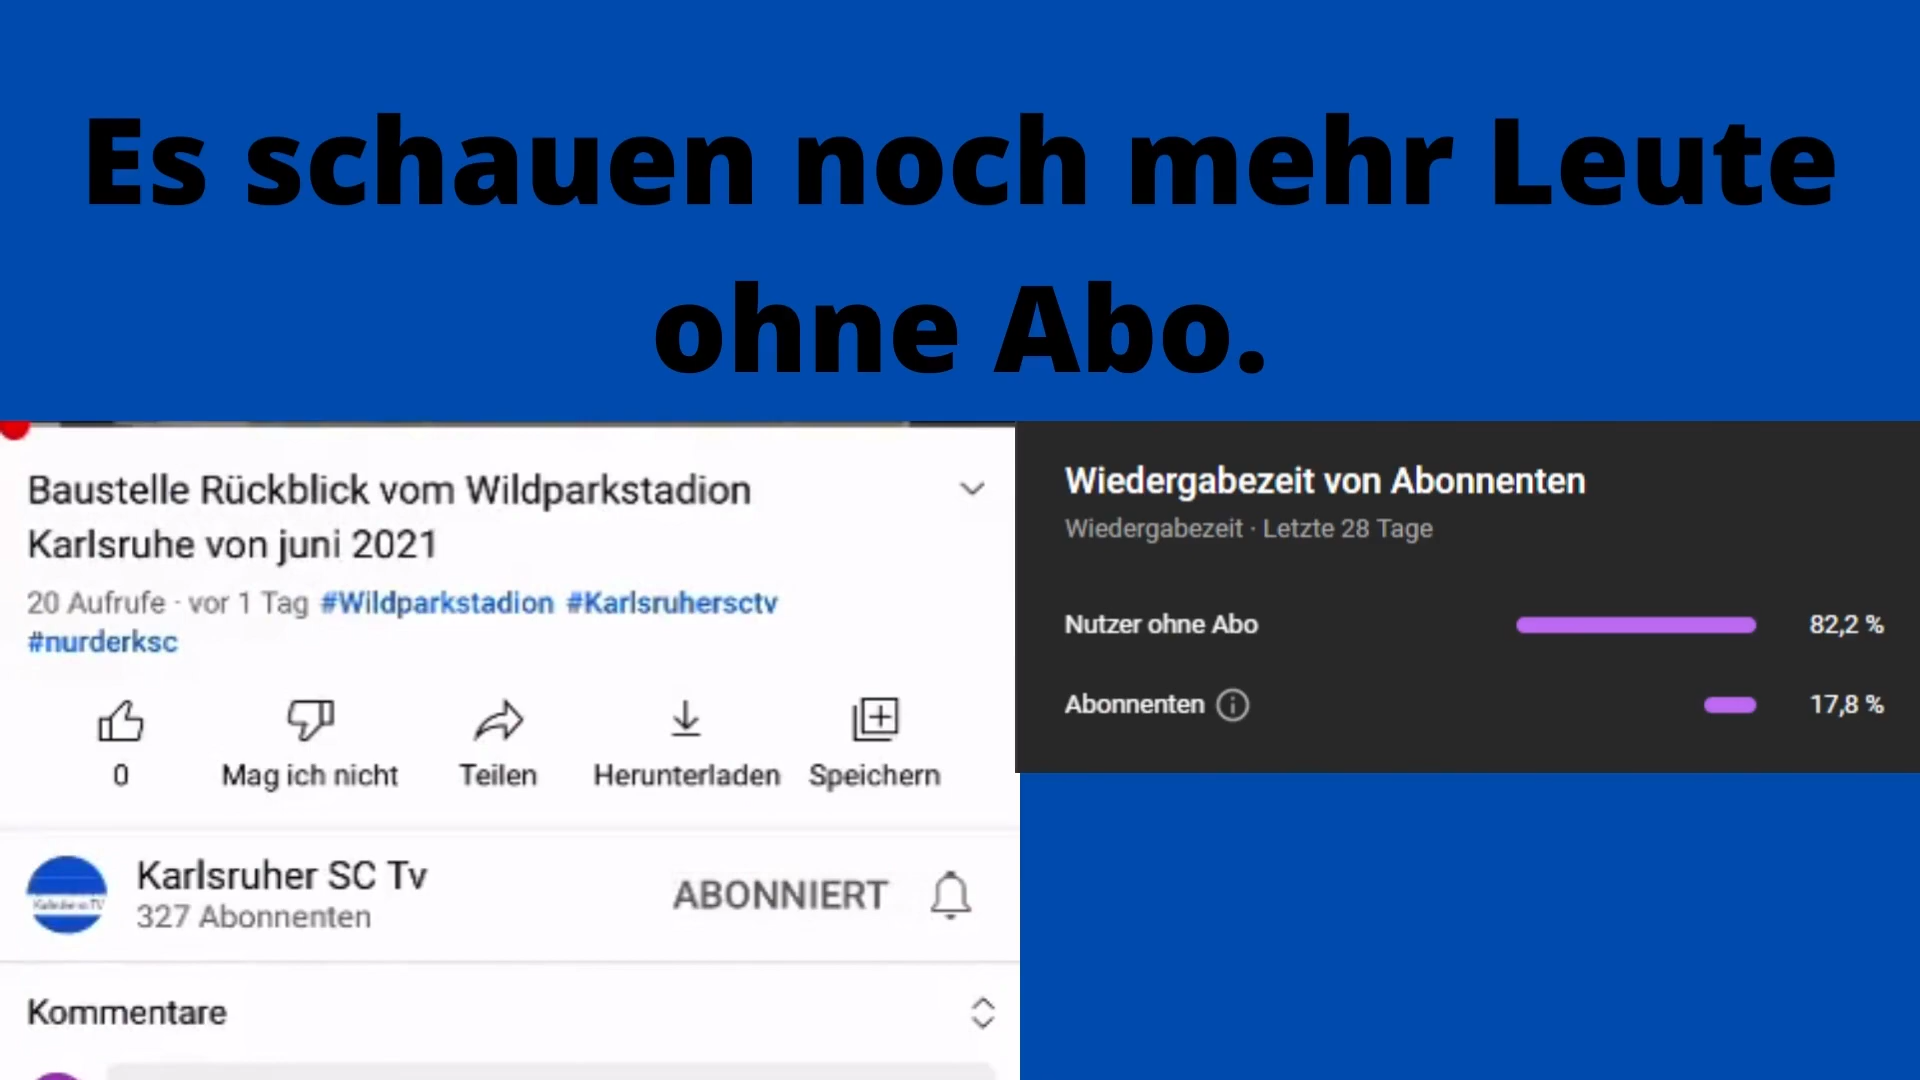 Es schauen noch mehr Leute
ohne Abo.
Baustelle Rückblick vom Wildparkstadion
Karlsruhe von juni 2021
20 Aufrufe · vor 1 Tag #Wildparkstadion #Karlsruhersctv
#nurderksc
0 Mag ich nicht Teilen Herunterladen Speichern
Karlsruher SC Tv
327 Abonnenten
ABONNIERT
Kommentare
Wiedergabezeit von Abonnenten
Wiedergabezeit · Letzte 28 Tage
Nutzer ohne Abo 82,2 %
Abonnenten 17,8 %